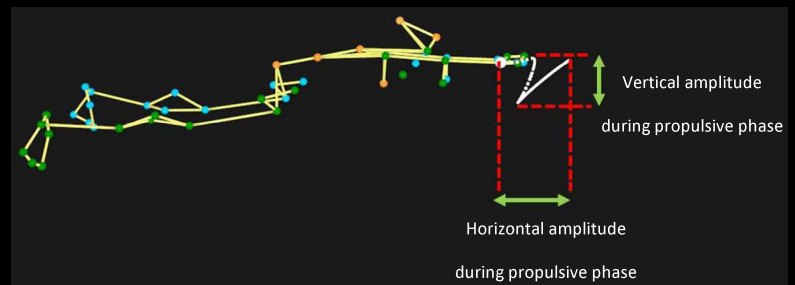 Vertical amplitude
during propulsive phase
Horizontal amplitude
during propulsive phase